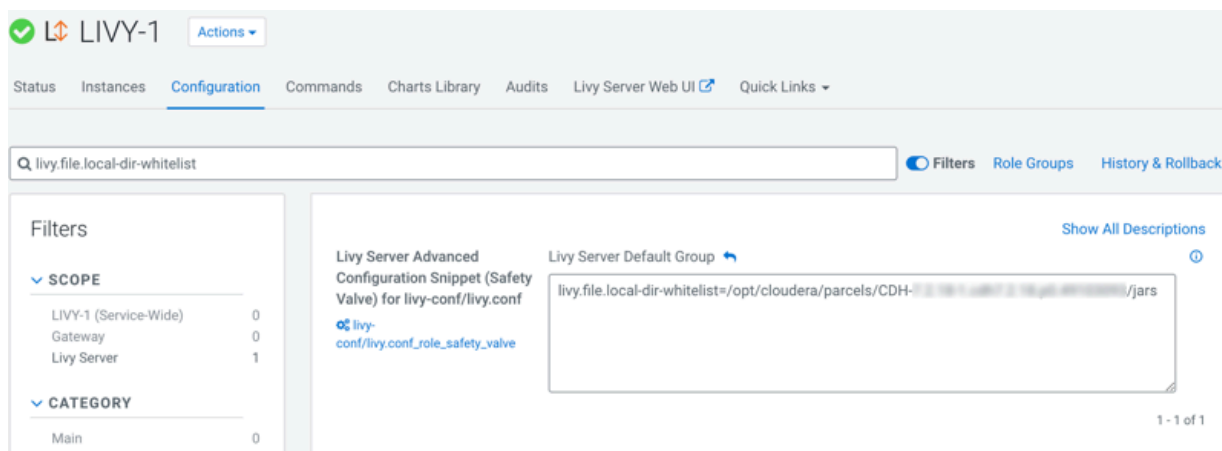 LIVY-1 Actions
Status Instances Configuration Commands Charts Library Audits Livy Server Web UI Quick Links
livy.file.local-dir-whitelist Filters Role Groups History & Rollback
Filters
Show All Descriptions
SCOPE
LIVY-1 (Service-Wide) 0
Gateway 0
Livy Server 1
CATEGORY
Main 0
Livy Server Advanced
Configuration Snippet (Safety
Valve) for livy-conf/livy.conf
livy-
conf/livy.conf_role_safety_valve
Livy Server Default Group
livy.file.local-dir-whitelist=/opt/cloudera/parcels/CDH- /jars
1 - 1 of 1